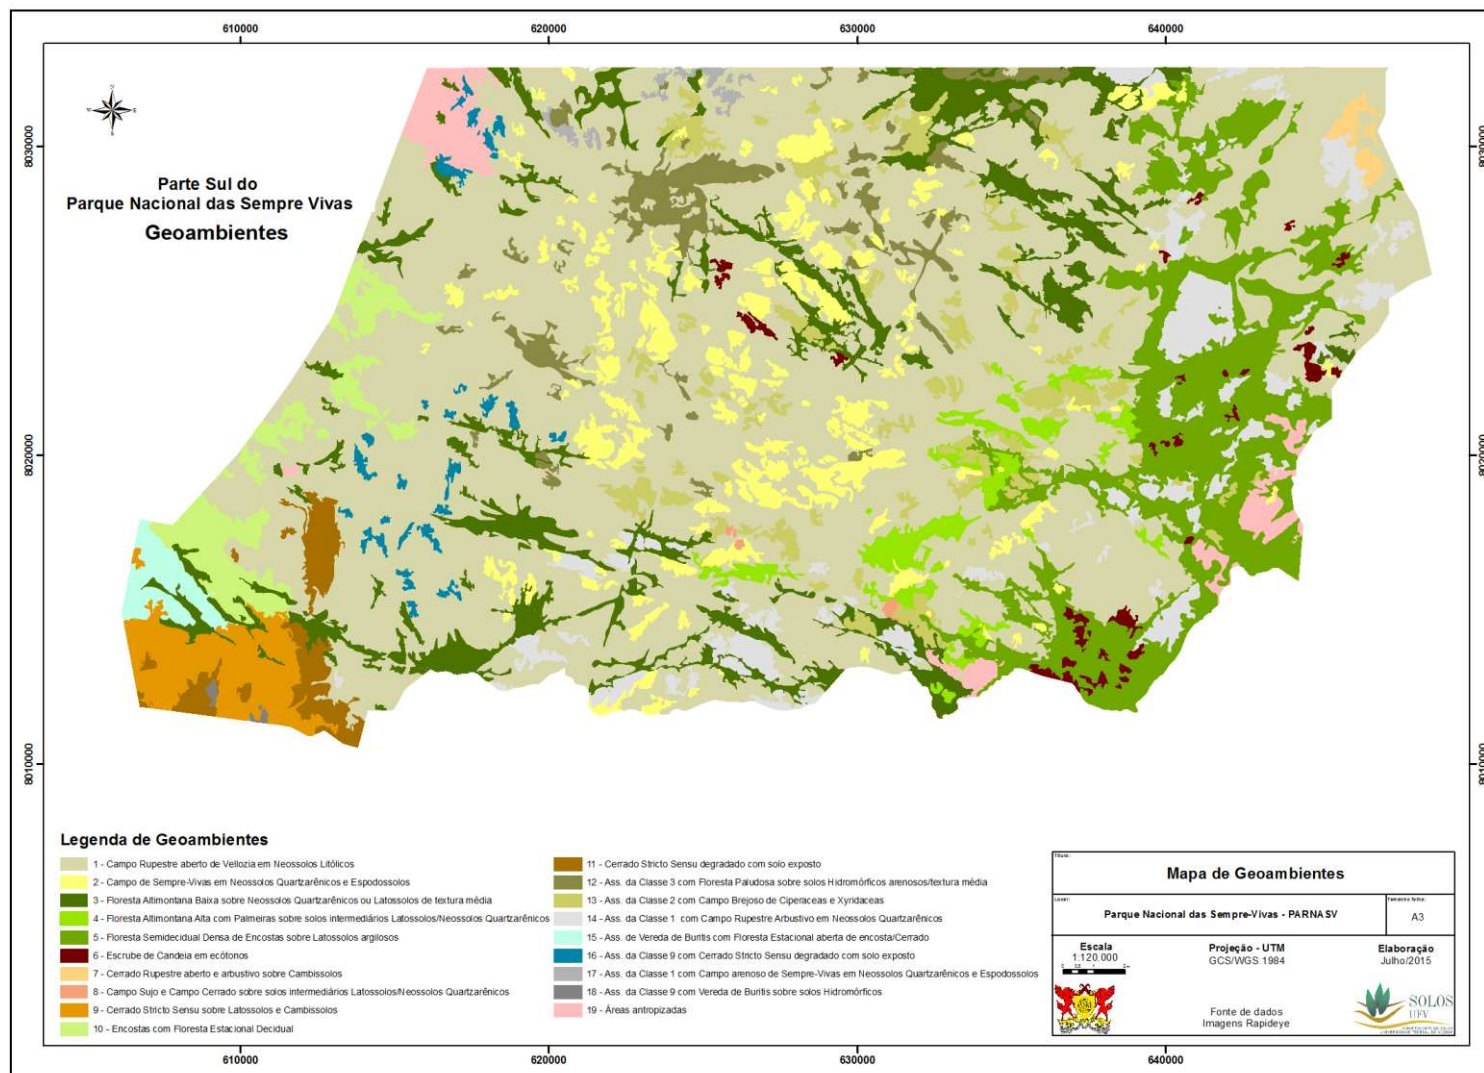 610000
620000
630000
640000
8030000
8030000
Parte Sul do
Parque Nacional das Sempre Vivas
Geoambientes
8020000
8020000
8010000
8010000
Legenda de Geoambientes
1 - Campo Rupestre aberto de Vellozia em Neossolos Litólicos
2 - Campo de Sempre-Vivas em Neossolos Quartzarênicos e Espodossolos
3 - Floresta Altimontana Baixa sobre Neossolos Quartzarênicos ou Latossolos de textura média
4 - Floresta Altimontana Alta com Palmeiras sobre solos intermediários Latossolos/Neossolos Quartzarênicos
5 - Floresta Semidecidual Densa de Encostas sobre Latossolos argilosos
6 - Escrube de Candeia em ecótonos
7 - Cerrado Rupestre aberto e arbustivo sobre Cambissolos
8 - Campo Sujo e Campo Cerrado sobre solos intermediários Latossolos/Neossolos Quartzarênicos
9 - Cerrado Stricto Sensu sobre Latossolos e Cambissolos
10 - Encostas com Floresta Estacional Decidual
11 - Cerrado Stricto Sensu degradado com solo exposto
12 - Ass. da Classe 3 com Floresta Paludosa sobre solos Hidromórficos arenosos/textura média
13 - Ass. da Classe 2 com Campo Brejoso de Ciperaceas e Xyridaceas
14 - Ass. da Classe 1 com Campo Rupestre Arbustivo em Neossolos Quartzarênicos
15 - Ass. de Vereda de Buritis com Floresta Estacional aberta de encosta/Cerrado
16 - Ass. da Classe 9 com Cerrado Stricto Sensu degradado com solo exposto
17 - Ass. da Classe 1 com Campo arenoso de Sempre-Vivas em Neossolos Quartzarênicos e Espodossolos
18 - Ass. da Classe 9 com Vereda de Buritis sobre solos Hidromórficos
19 - Áreas antropizadas
Título:
Mapa de Geoambientes
Local:
Parque Nacional das Sempre-Vivas - PARNASV
Tamanho folha:
A3
Escala
1:120.000
Projeção - UTM
GCS/WGS 1984
Elaboração
Julho/2015
Fonte de dados
Imagens Rapideye
SOLOS
UFV
610000
620000
630000
640000